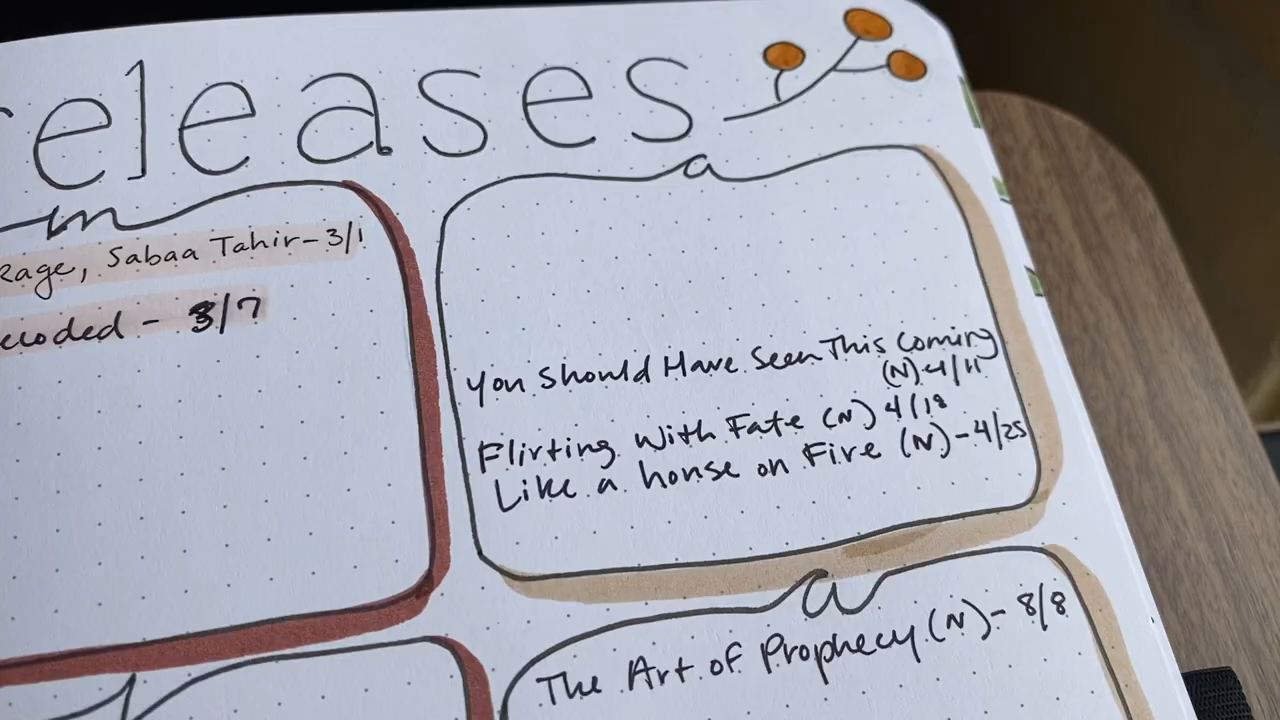 releases
m
Rage, Sabaa Tahir - 3/1
ecoded - 3/7
a
You Should Have Seen This Coming
(N) 4/11
Flirting With Fate (N) 4/18
Like a house on Fire (N) - 4/25
a
The Art of Prophecy (N) - 8/8
J